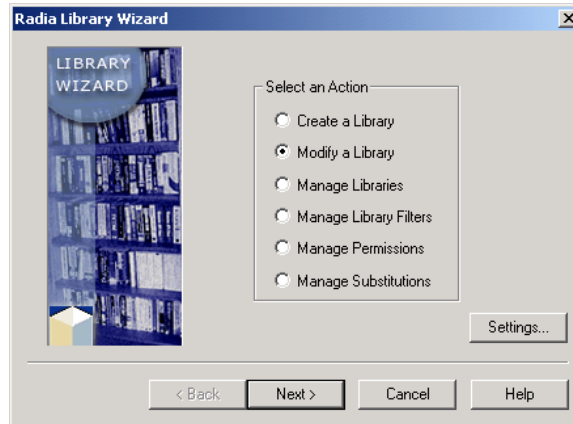 Radia Library Wizard
LIBRARY
WIZARD
Select an Action
Create a Library
Modify a Library
Manage Libraries
Manage Library Filters
Manage Permissions
Manage Substitutions
Settings...
< Back
Next >
Cancel
Help